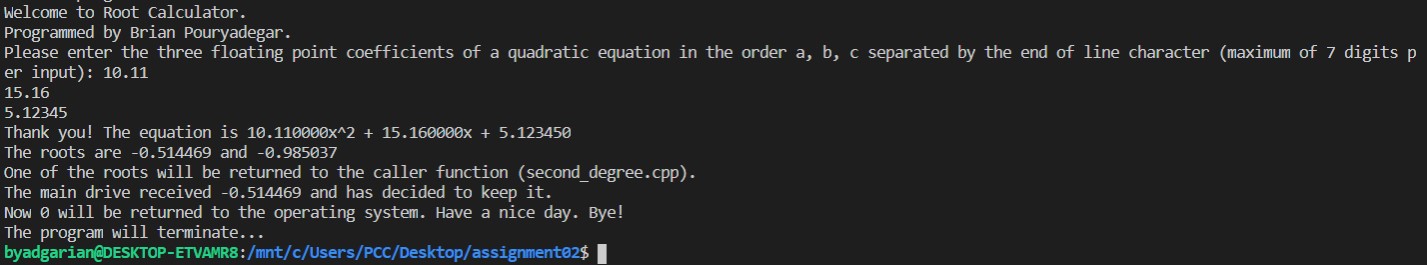 Welcome to Root Calculator.
Programmed by Brian Pouryadegar.
Please enter the three floating point coefficients of a quadratic equation in the order a, b, c separated by the end of line character (maximum of 7 digits p
er input): 10.11
15.16
5.12345
Thank you! The equation is 10.110000x^2 + 15.160000x + 5.123450
The roots are -0.514469 and -0.985037
One of the roots will be returned to the caller function (second_degree.cpp).
The main drive received -0.514469 and has decided to keep it.
Now 0 will be returned to the operating system. Have a nice day. Bye!
The program will terminate...
byadgarian@DESKTOP-ETVAMR8:/mnt/c/Users/PCC/Desktop/assignment02$